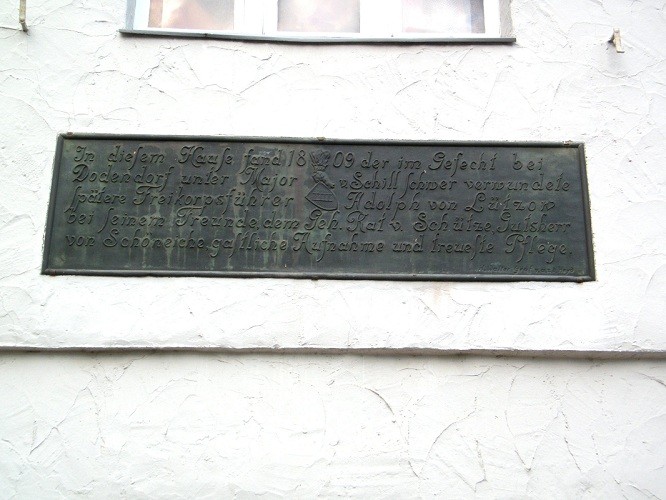 In diesem Hause fand 1809 der im Gefecht bei
Dodendorf unter Major v. Schill schwer verwundete
spätere Freikorpsführer Adolph von Lützow
bei seinem Freunde, dem Geh. Rat v. Schütze, Gutsherr
von Schöneiche, gastliche Aufnahme und treueste Pflege.